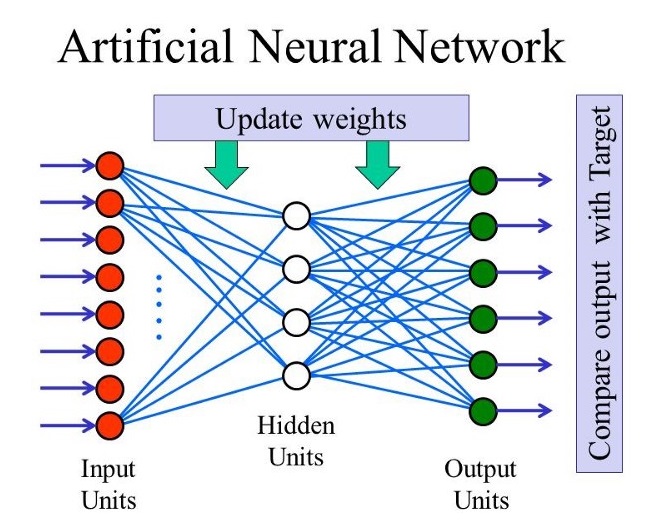 Artificial Neural Network
Update weights
Compare output with Target
Hidden
Units
Input
Units
Output
Units